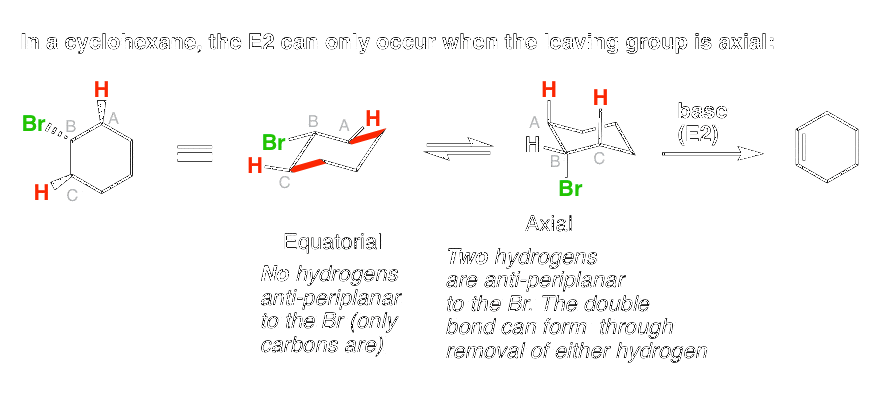 In a cyclohexane, the E2 can only occur when the leaving group is axial:
H
Br
B
A
H
C
B
A
H
Br
H
C
H
H
A
H
B
C
Br
base
(E2)
Equatorial
No hydrogens
anti-periplanar
to the Br (only
carbons are)
Axial
Two hydrogens
are anti-periplanar
to the Br. The double
bond can form through
removal of either hydrogen